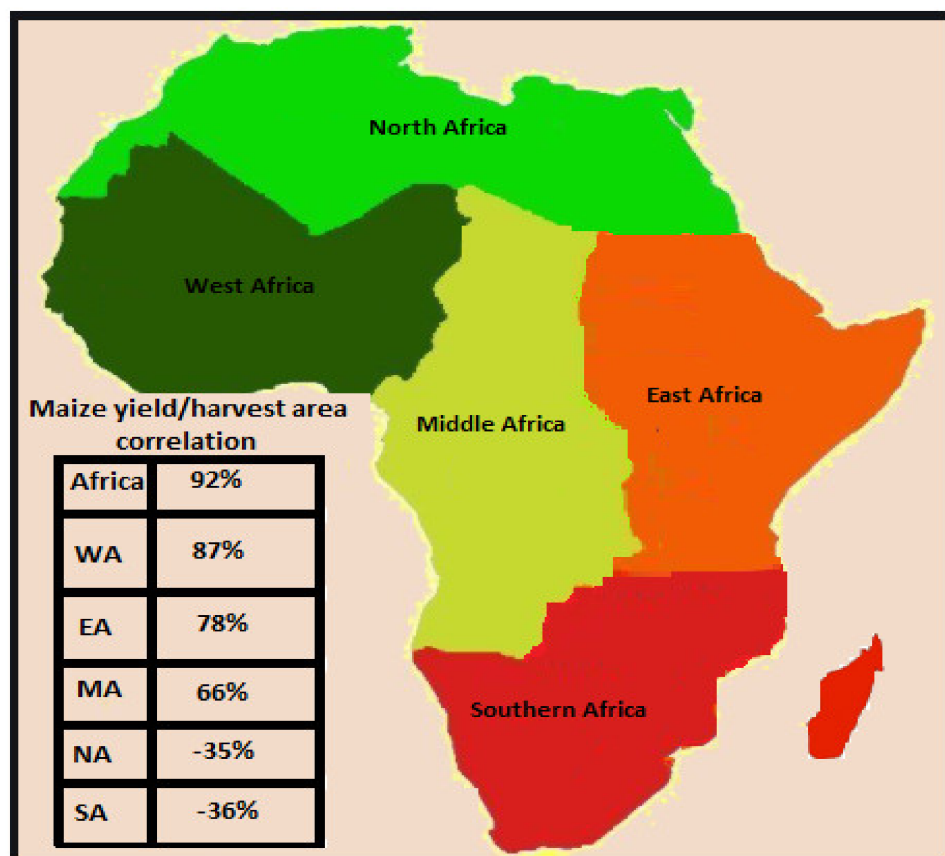 North Africa
West Africa
East Africa
Middle Africa
Southern Africa
Maize yield/harvest area
correlation
Africa 92%
WA 87%
EA 78%
MA 66%
NA -35%
SA -36%